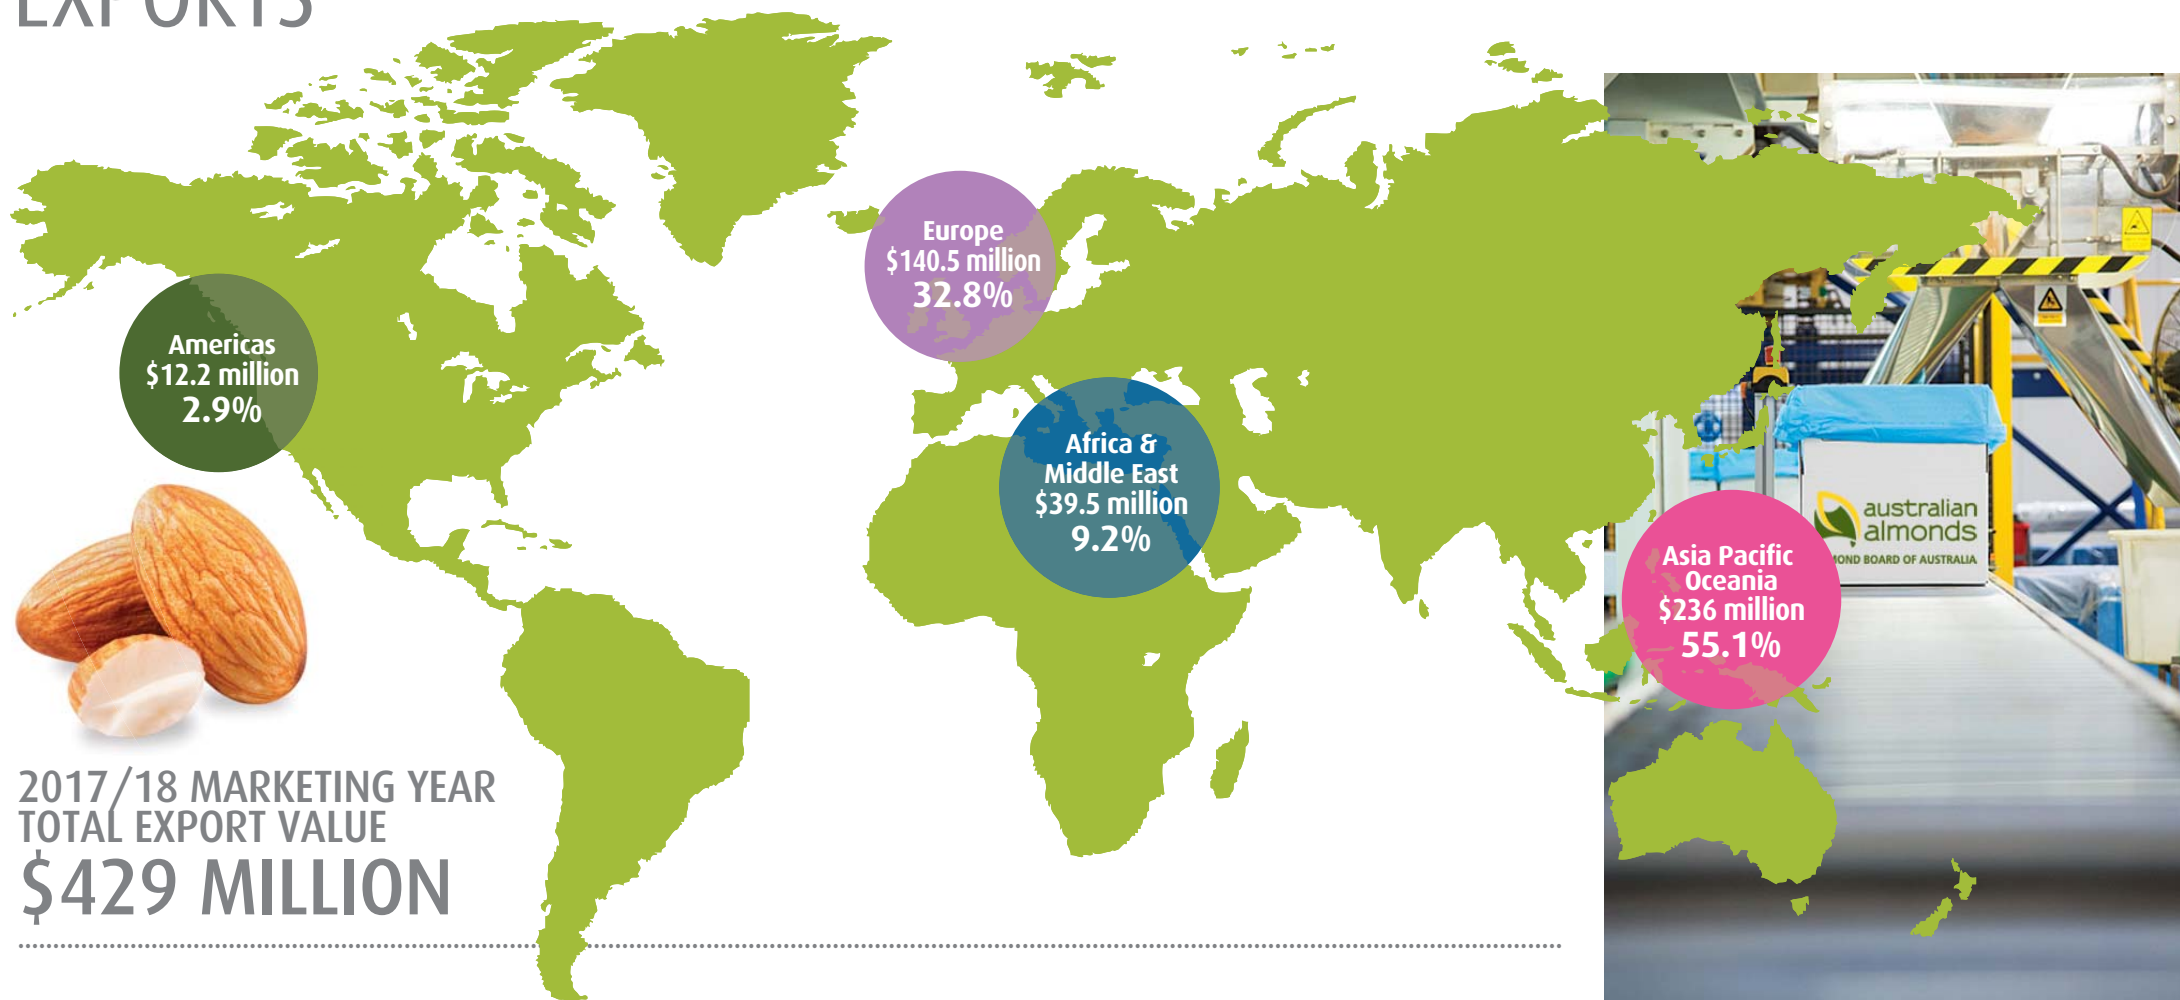 EXPORTS
Europe
$140.5 million
32.8%
Americas
$12.2 million
2.9%
Africa &
Middle East
$39.5 million
9.2%
australian
almonds
BOARD OF AUSTRALIA
Asia Pacific
Oceania
$236 million
55.1%
2017/18 MARKETING YEAR
TOTAL EXPORT VALUE
$429 MILLION